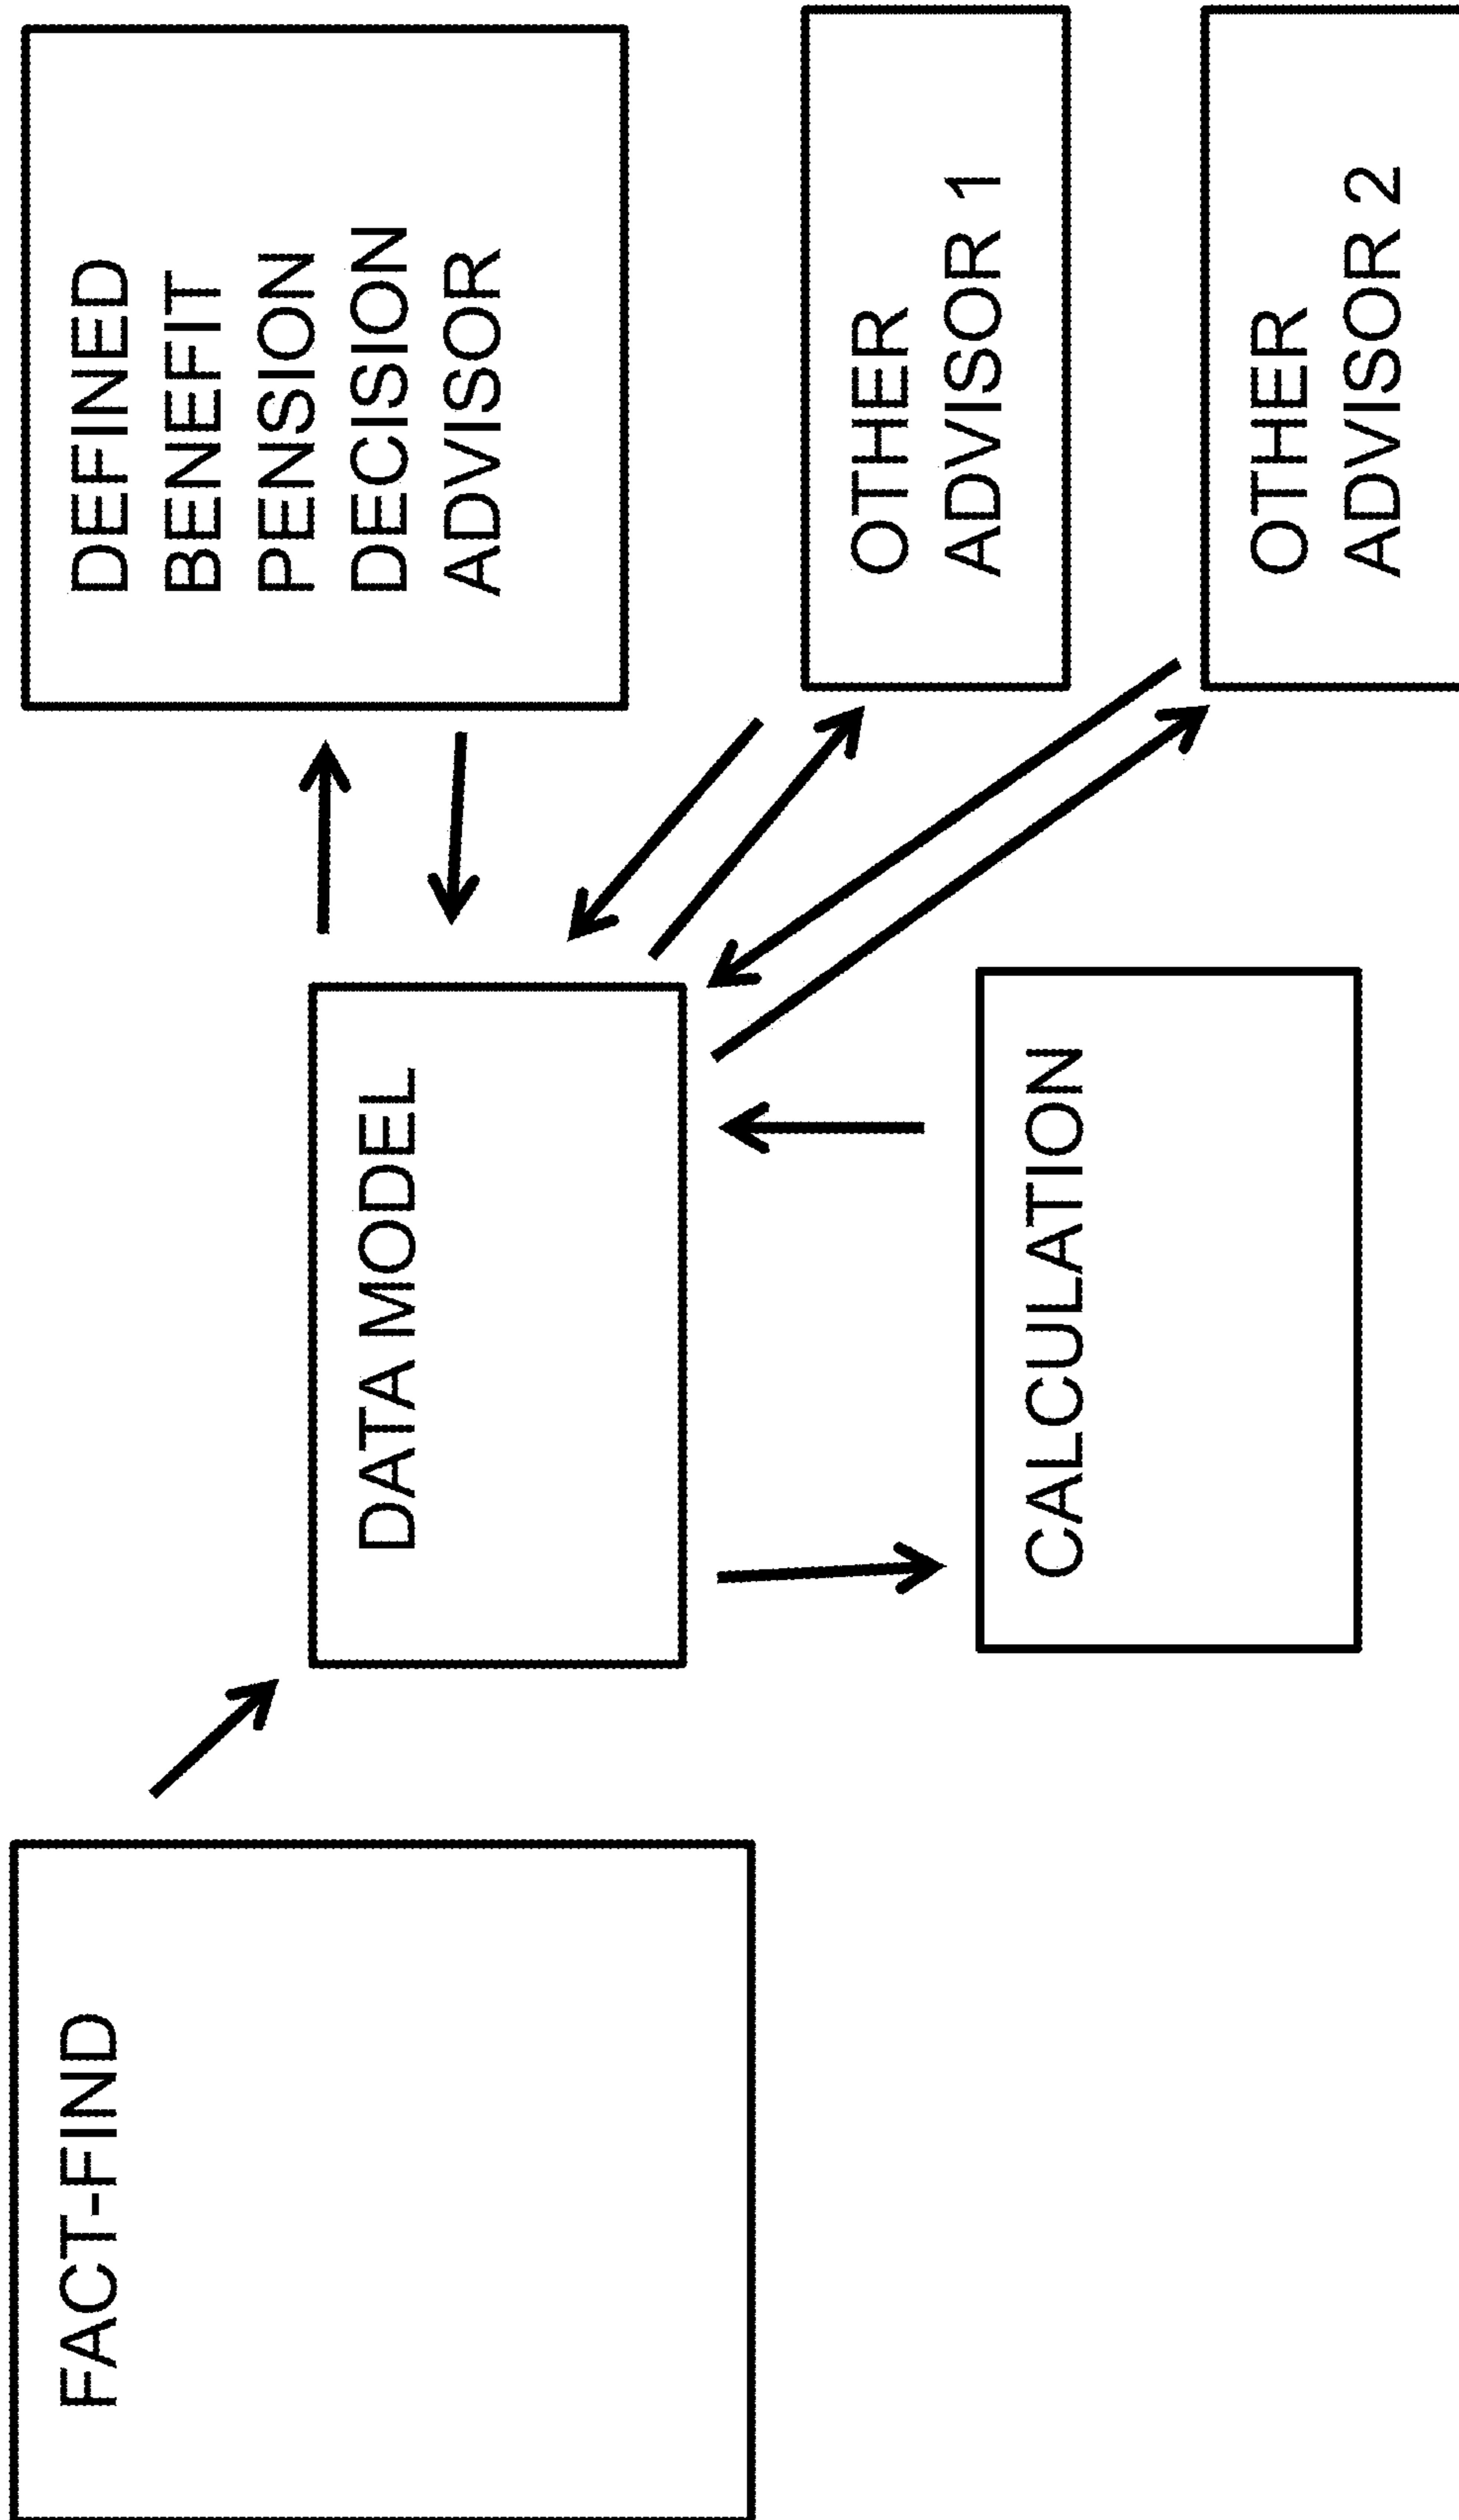 FACT-FIND
DATA MODEL
CALCULATION
DEFINED
BENEFIT
PENSION
DECISION
ADVISOR
OTHER
ADVISOR 1
OTHER
ADVISOR 2